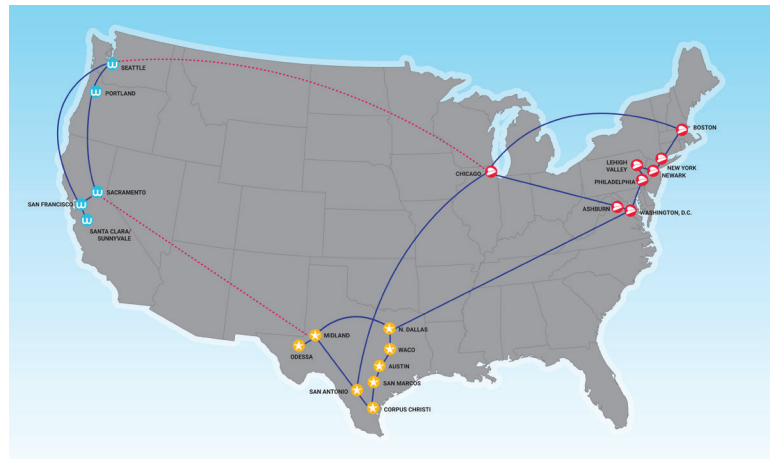 SEATTLE
PORTLAND
SACRAMENTO
SAN FRANCISCO
SANTA CLARA/
SUNNYVALE
CHICAGO
BOSTON
LEHIGH
VALLEY
NEW YORK
NEWARK
PHILADELPHIA
ASHBURN
WASHINGTON, D.C.
MIDLAND
ODESSA
N. DALLAS
WACO
AUSTIN
SAN MARCOS
SAN ANTONIO
CORPUS CHRISTI